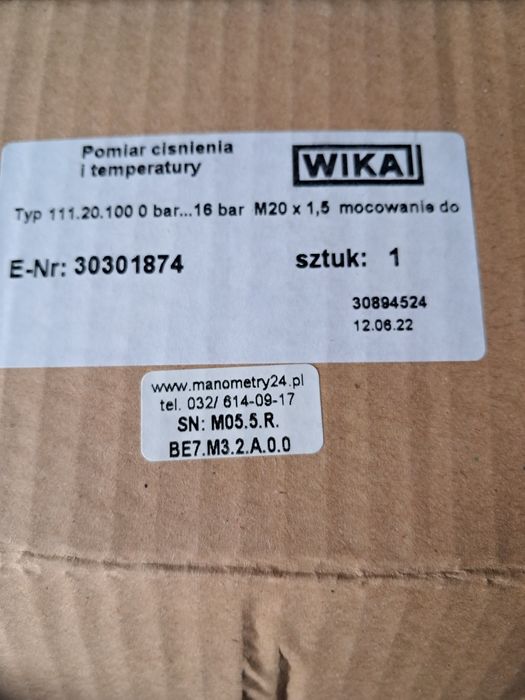 Pomiar cisnienia
i temperatury
WIKAI
Typ 111.20.100 0 bar...16 bar M20 x 1,5 mocowanie do
E-Nr: 30301874
sztuk: 1
30894524
12.06.22
www.manometry24.pl
tel. 032/ 614-09-17
SN: M05.5.R.
BE7.M3.2.A.0.0